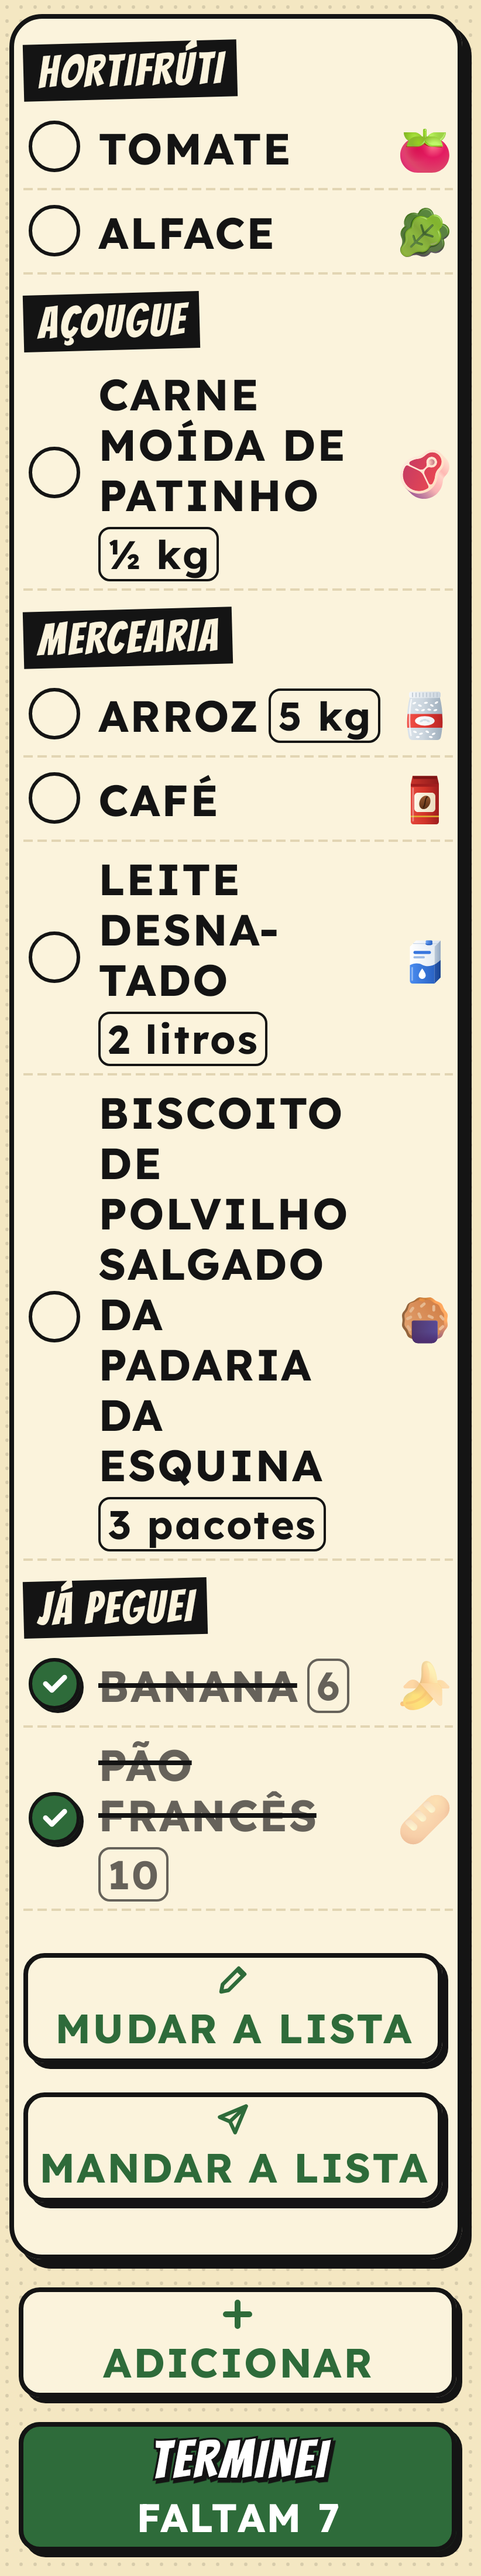 HORTIFRÚTI
TOMATE
ALFACE
AÇOUGUE
CARNE
MOÍDA DE
PATINHO
½ kg
MERCEARIA
ARROZ 5 kg
CAFÉ
LEITE
DESNA-
TADO
2 litros
BISCOITO
DE
POLVILHO
SALGADO
DA
PADARIA
DA
ESQUINA
3 pacotes
JÁ PEGUEI
BANANA 6
PÃO
FRANCÊS
10
MUDAR A LISTA
MANDAR A LISTA
ADICIONAR
TERMINEI
FALTAM 7